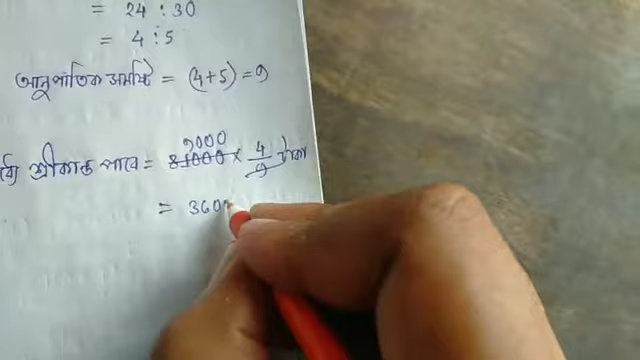 = 24 : 30
= 4 : 5
আনুপাতিক সমষ্টি = (4+5) = 9
9000
শ্রীকান্ত পাবে = 81000 × 4/9 টাকা
= 360